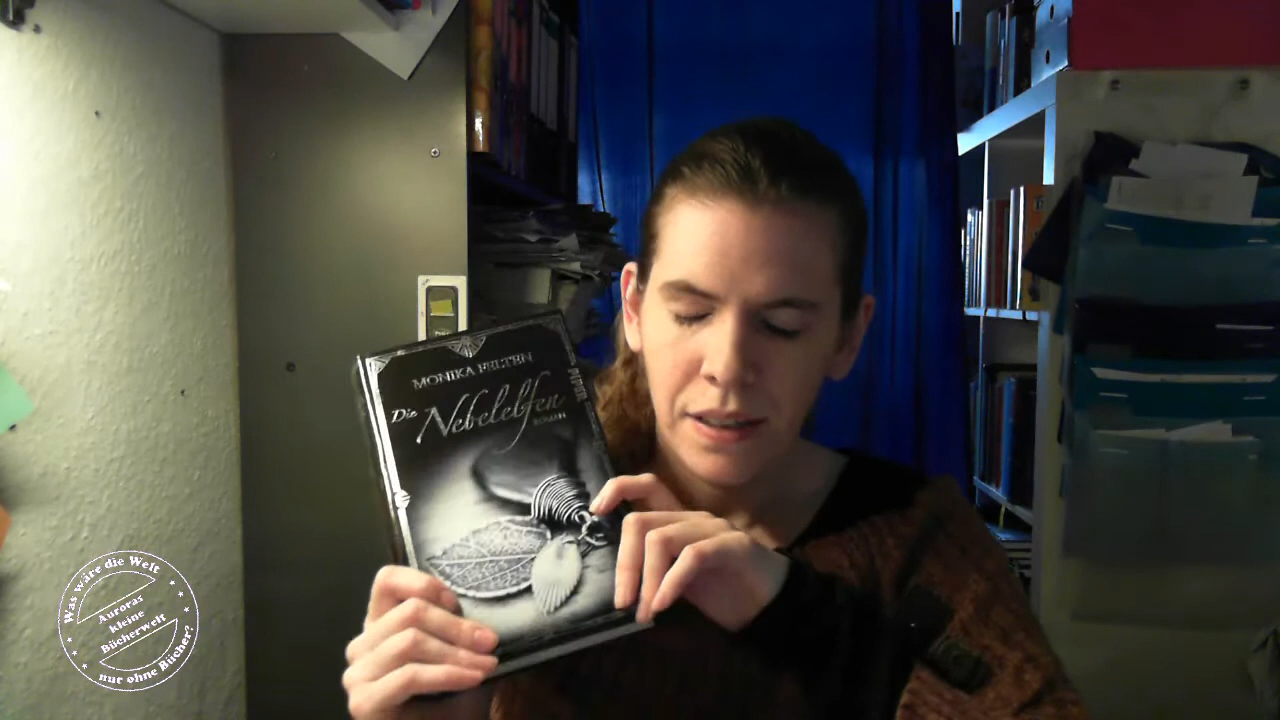 MONIKA FELTEN
Die Nebelelfen
ROMAN
PIPER
Was wäre die Welt
Auroras
kleine
Bücherwelt
nur ohne Bücher?